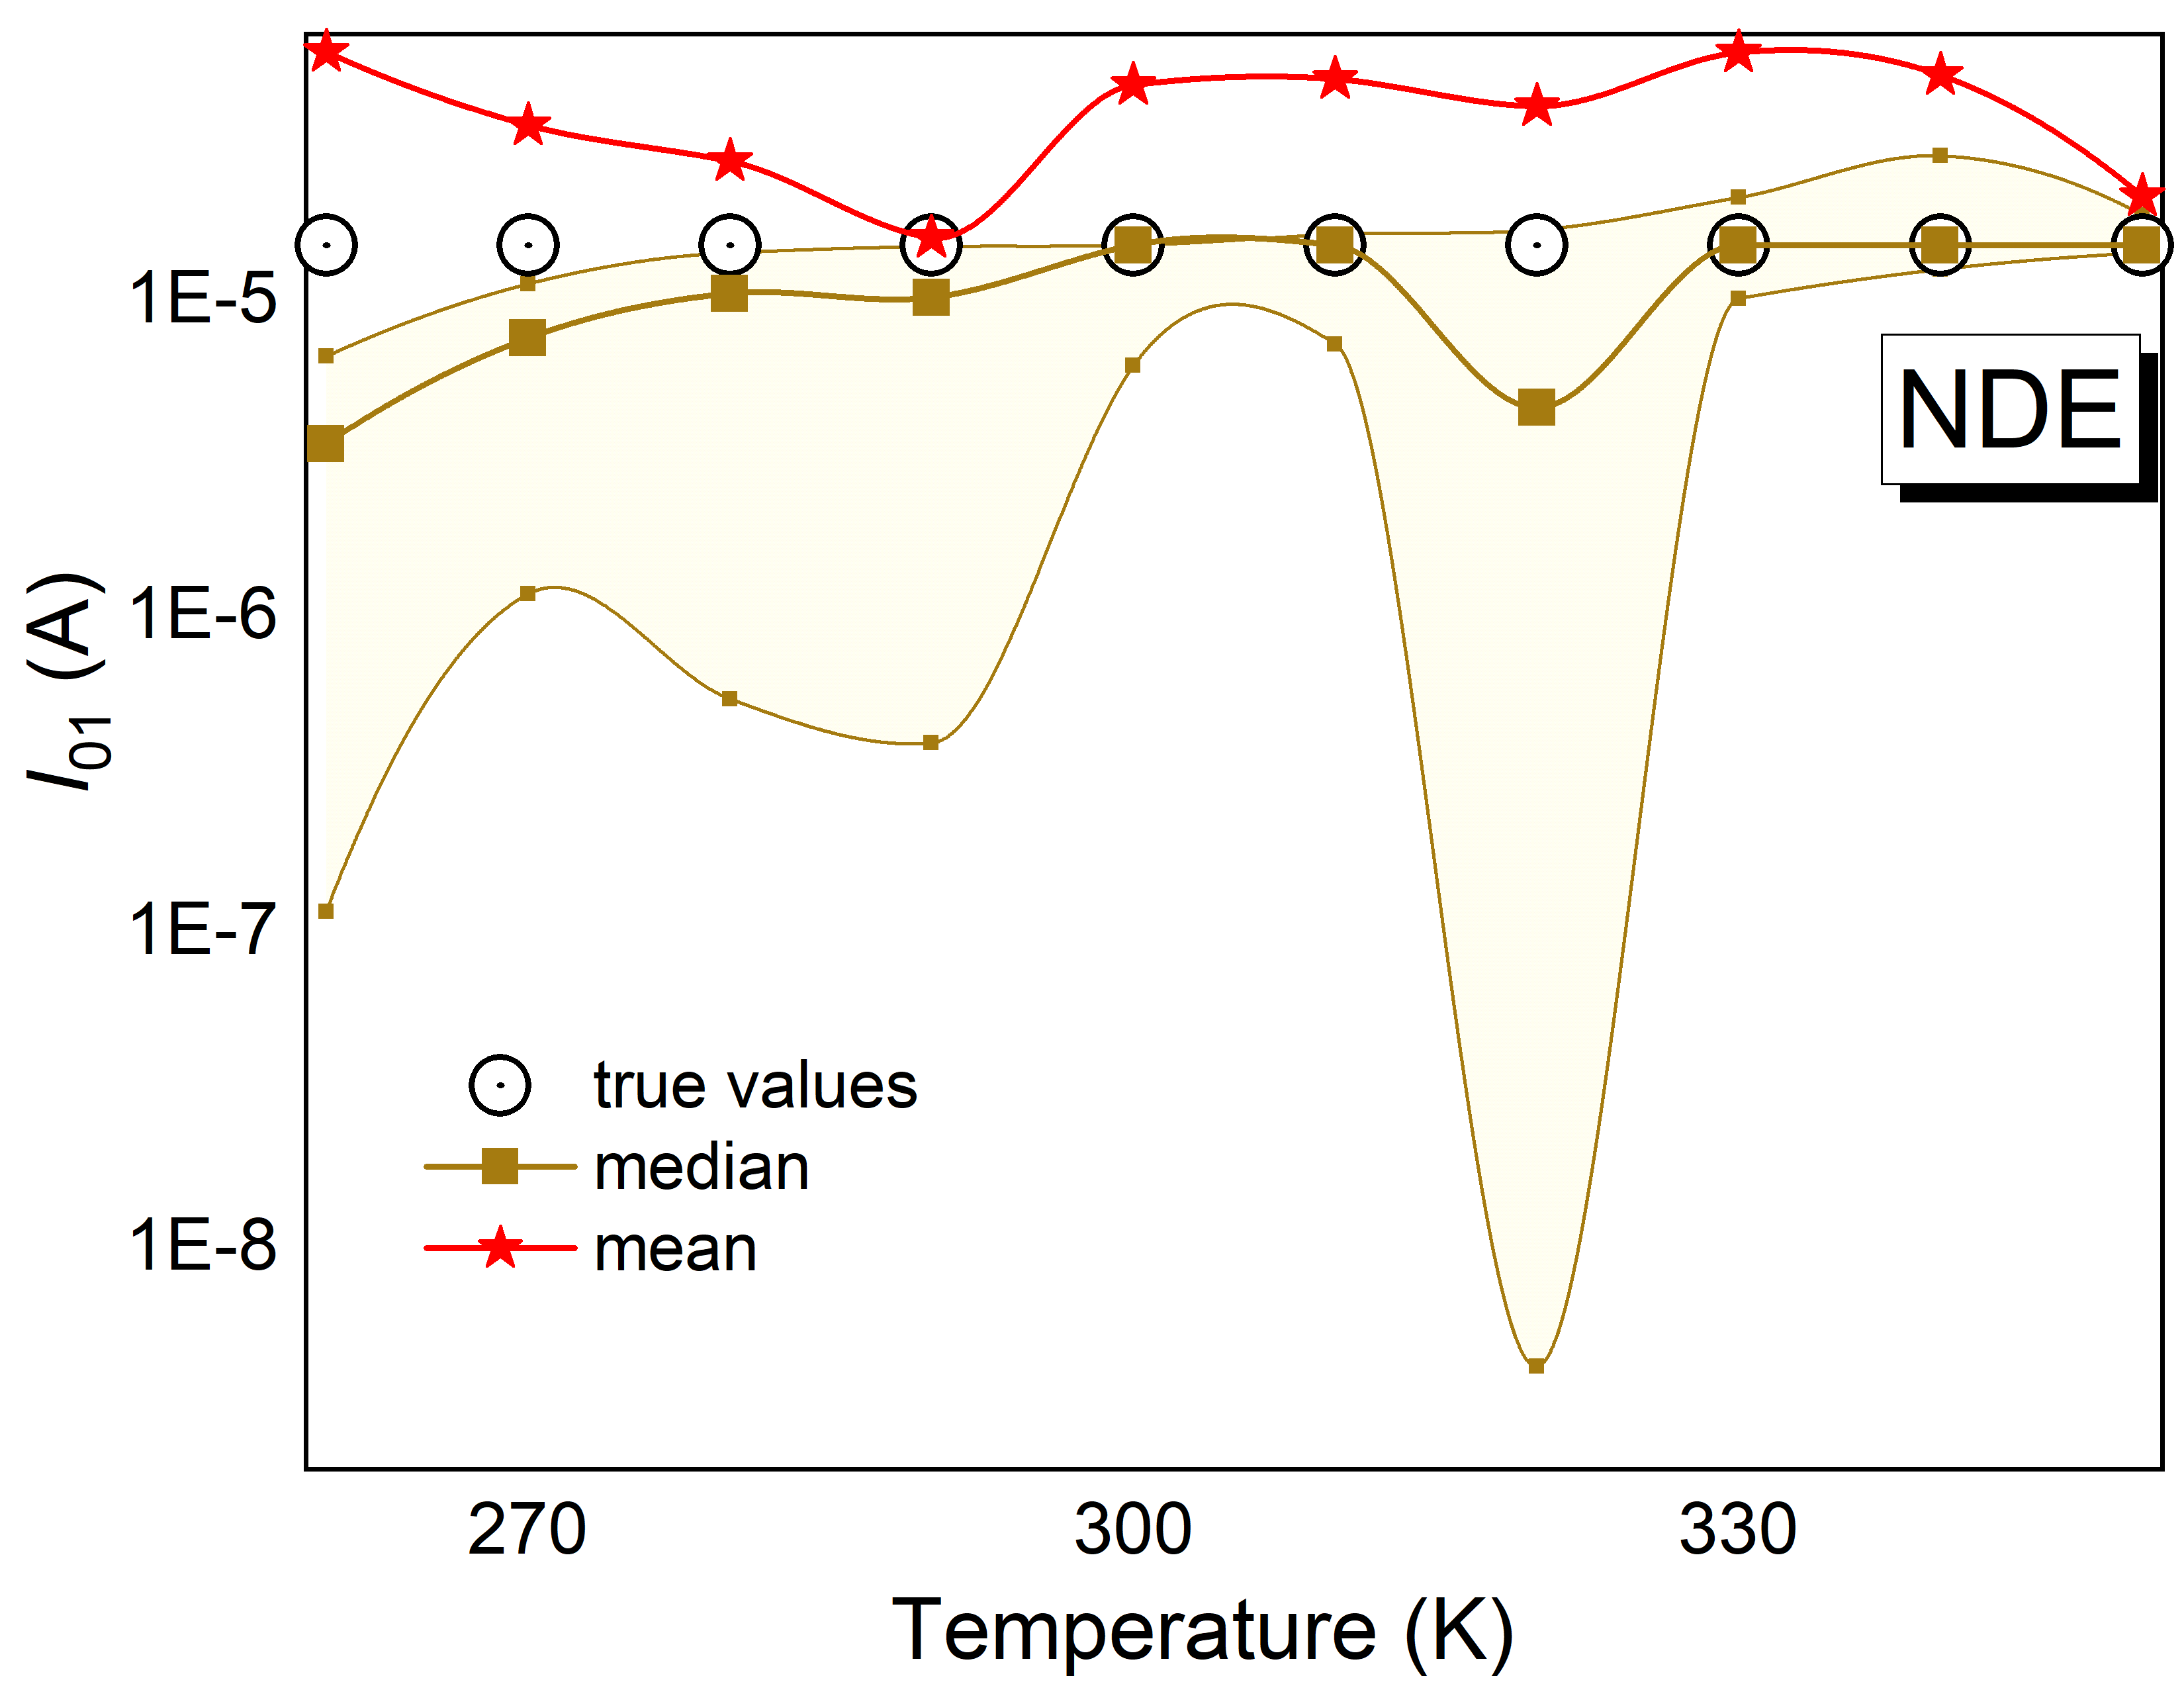 1E-5
1E-6
1E-7
1E-8
I01 (A)
NDE
true values
median
mean
270 300 330
Temperature (K)